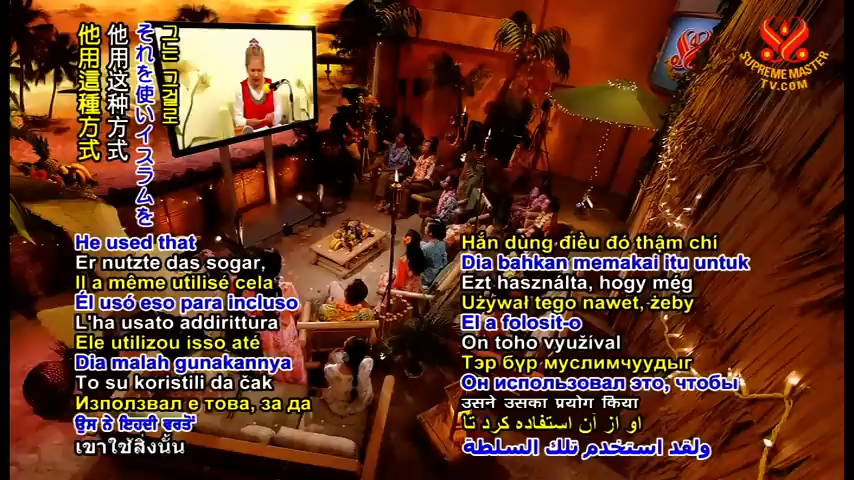 그는 그걸로
それを使いイスラムを
他用这种方式
他用這種方式
SUPREME MASTER
TV.COM
He used that
Er nutzte das sogar,
Il a même utilisé cela
Él usó eso para incluso
L'ha usato addirittura
Ele utilizou isso até
Dia malah gunakannya
To su koristili da čak
Използвал е това, за да
ਉਸ ਨੇ ਇਹਦੀ ਵਰਤੋਂ
เขาใช้สิ่งนั้น
Hắn dùng điều đó thậm chí
Dia bahkan memakai itu untuk
Ezt használta, hogy még
Używał tego nawet, żeby
El a folosit-o
On toho využíval
Тэр бүр муслимчуудыг
Он использовал это, чтобы
उसने उसका प्रयोग किया
او از آن استفاده کرد تا
ولقد استخدم تلك السلطة